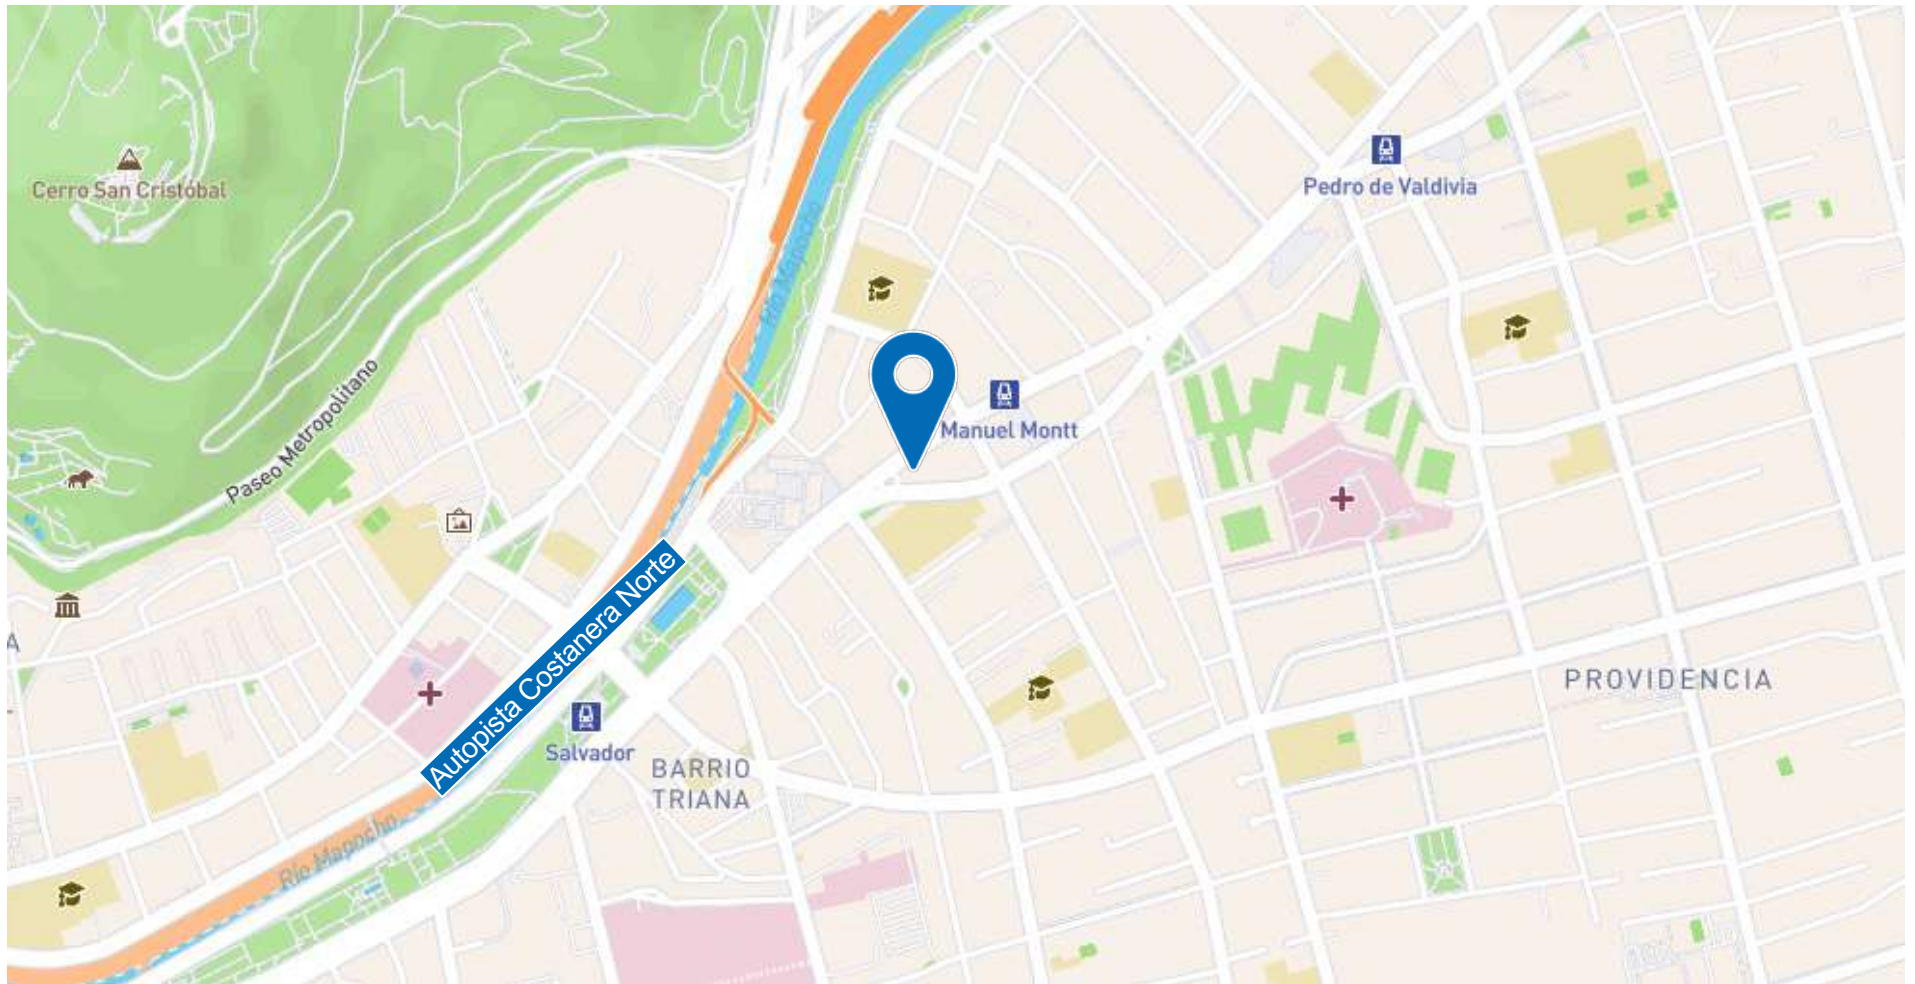 Pedro de Valdivia
Cerro San Cristóbal
Río Mapocho
Manuel Montt
Paseo Metropolitano
Autopista Costanera Norte
A
PROVIDENCIA
Salvador
BARRIO
TRIANA
Río Mapocho